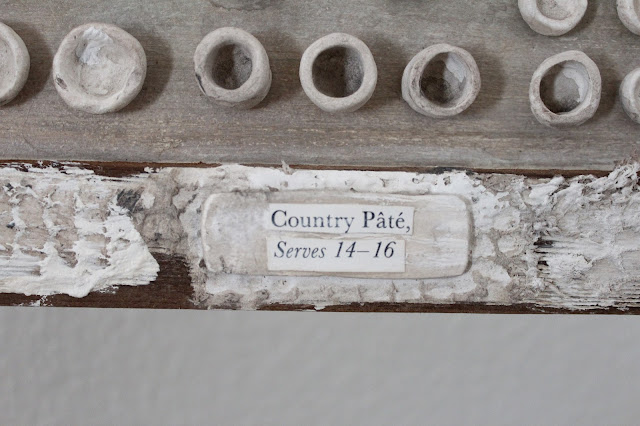 Country Pâté,
Serves 14–16